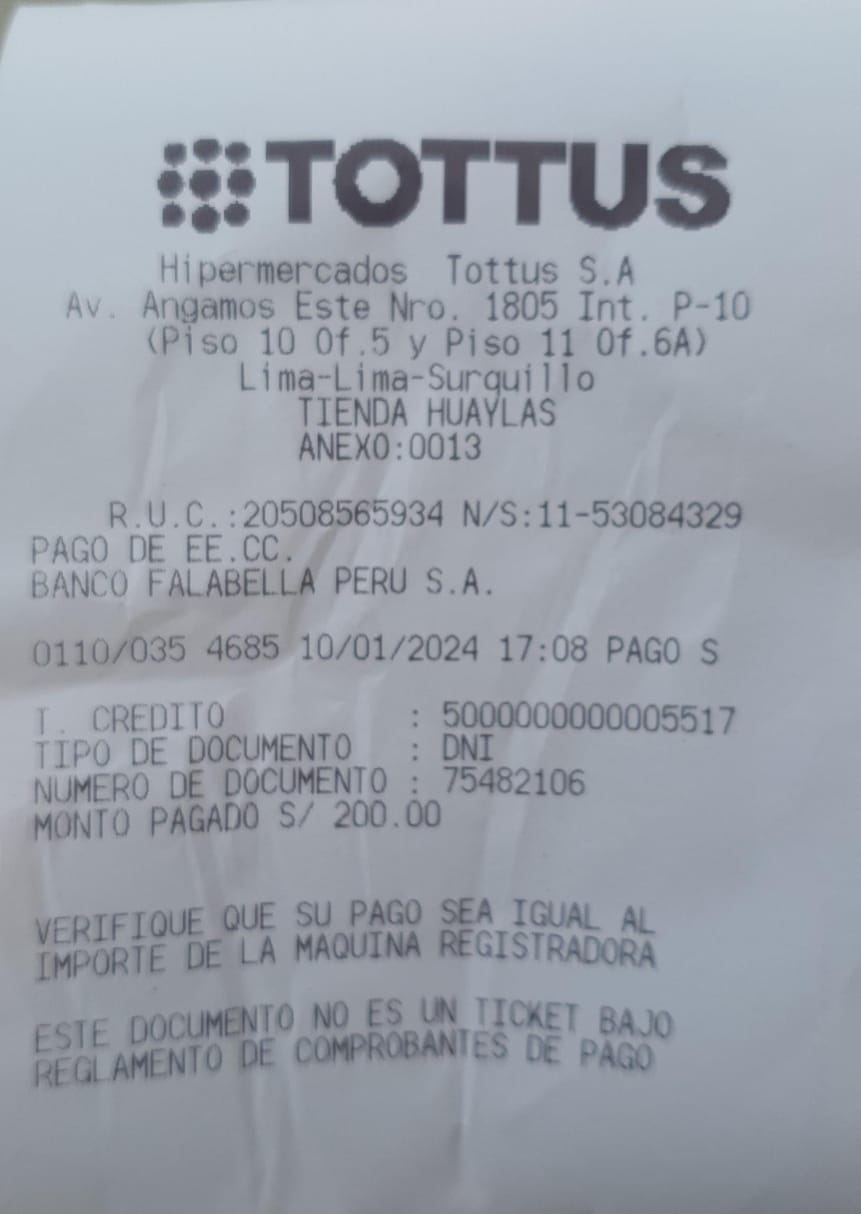 TOTTUS
Hipermercados Tottus S.A
Av. Angamos Este Nro. 1805 Int. P-10
(Piso 10 Of.5 y Piso 11 Of.6A)
Lima-Lima-Surquillo
TIENDA HUAYLAS
ANEXO:0013
R.U.C.:20508565934 N/S:11-53084329
PAGO DE EE.CC.
BANCO FALABELLA PERU S.A.
0110/035 4685 10/01/2024 17:08 PAGO S
T. CREDITO : 5000000000005517
TIPO DE DOCUMENTO : DNI
NUMERO DE DOCUMENTO : 75482106
MONTO PAGADO S/ 200.00
VERIFIQUE QUE SU PAGO SEA IGUAL AL
IMPORTE DE LA MAQUINA REGISTRADORA
ESTE DOCUMENTO NO ES UN TICKET BAJO
REGLAMENTO DE COMPROBANTES DE PAGO